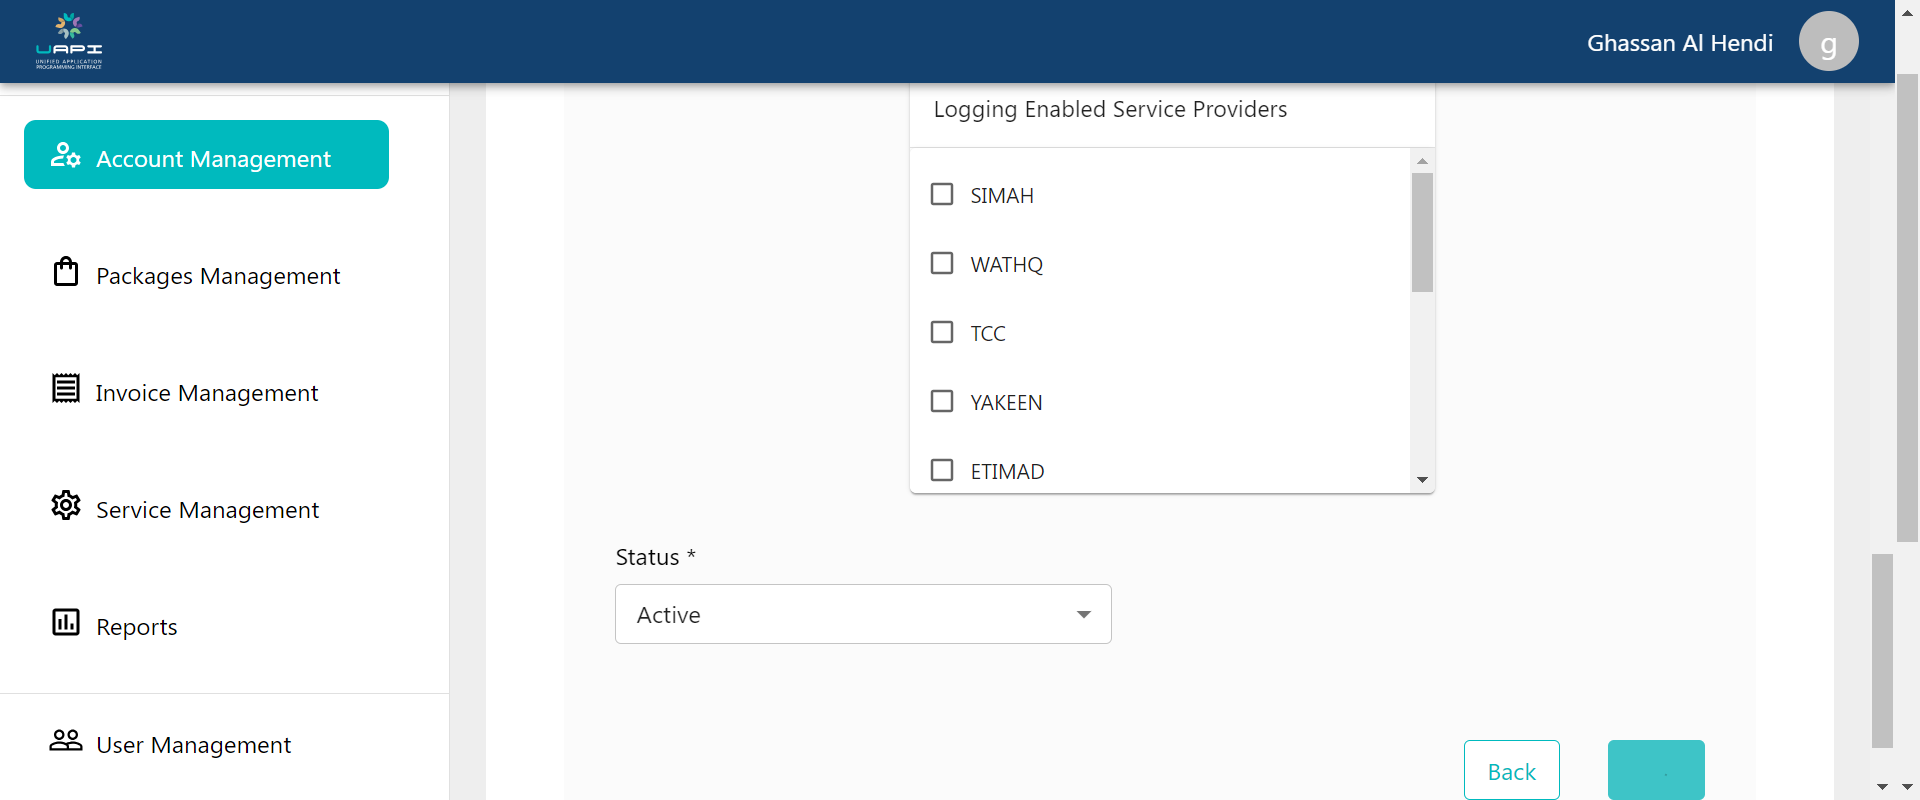 UAPI
UNIFIED APPLICATION
PROGRAMMING INTERFACE
Ghassan Al Hendi
g
Account Management
Packages Management
Invoice Management
Service Management
Reports
User Management
Logging Enabled Service Providers
SIMAH
WATHQ
TCC
YAKEEN
ETIMAD
Status *
Active
Back